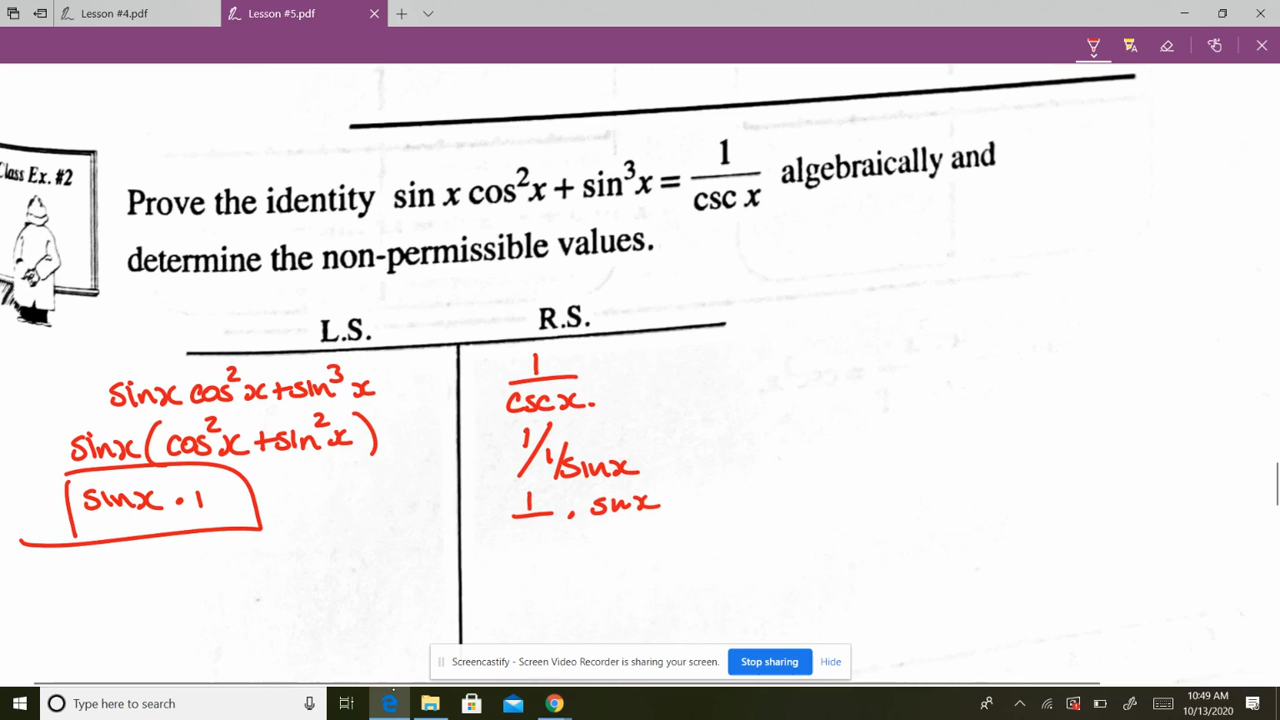 Lesson #4.pdf
Lesson #5.pdf
Class Ex. #2
Prove the identity sin x cos²x + sin³x = 1/csc x algebraically and
determine the non-permissible values.
L.S.
R.S.
sinx cos²x + sin³x
1/cscx.
sinx(cos²x + sin²x)
1/1/sinx
sinx · 1
1/ . sinx
Screencastify - Screen Video Recorder is sharing your screen.
Stop sharing
Hide
Type here to search
10:49 AM
10/13/2020